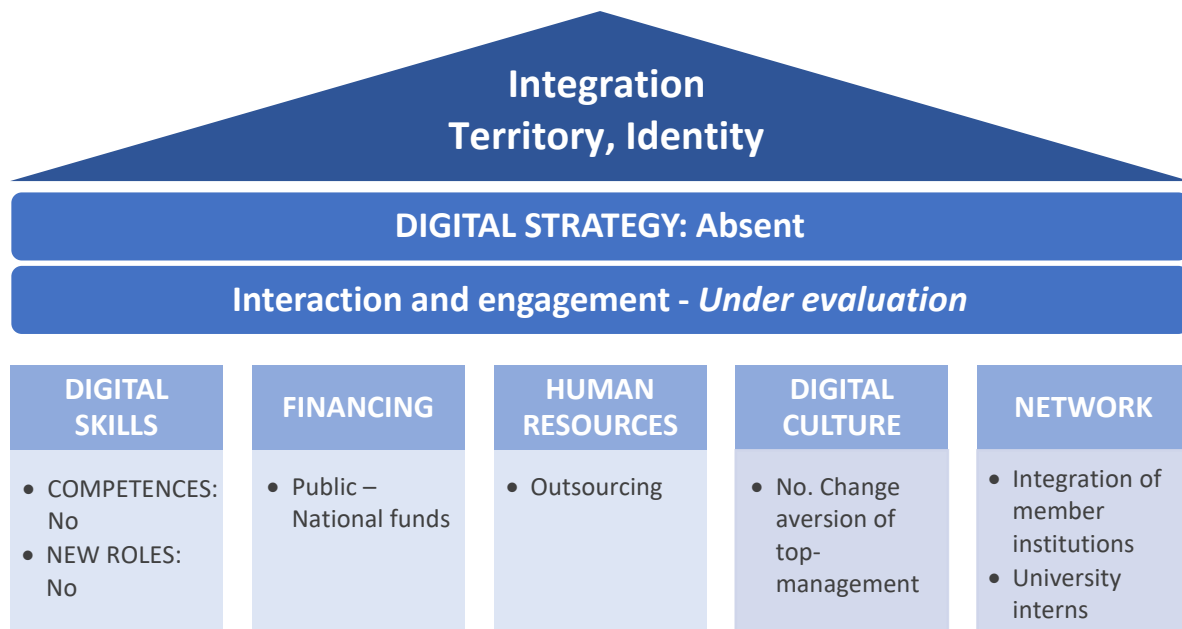 Integration
Territory, Identity
DIGITAL STRATEGY: Absent
Interaction and engagement - Under evaluation
DIGITAL
SKILLS
• COMPETENCES:
No
• NEW ROLES:
No
FINANCING
• Public –
National funds
HUMAN
RESOURCES
• Outsourcing
DIGITAL
CULTURE
• No. Change
aversion of
top-
management
NETWORK
• Integration of
member
institutions
• University
interns